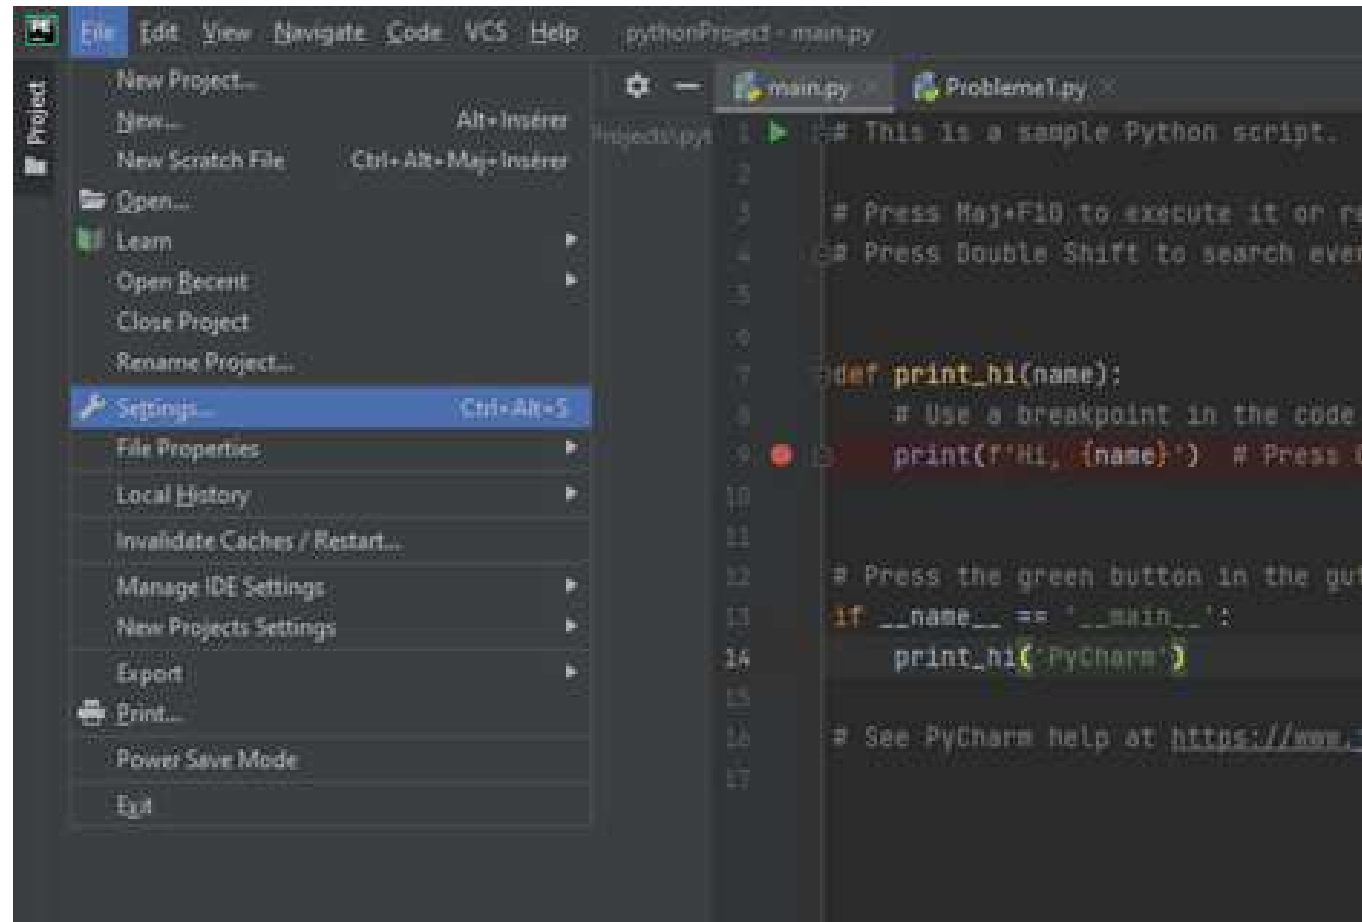 PC File Edit View Navigate Code VCS Help pythonProject - main.py
Project
New Project...
New... Alt+Insérer
New Scratch File Ctrl+Alt+Maj+Insérer
Open...
Learn
Open Recent
Close Project
Rename Project...
Settings... Ctrl+Alt+S
File Properties
Local History
Invalidate Caches / Restart...
Manage IDE Settings
New Projects Settings
Export
Print...
Power Save Mode
Exit
main.py Probleme1.py
1 # This is a sample Python script.
2
3 # Press Maj+F10 to execute it or
4 # Press Double Shift to search
5
6
7 def print_hi(name):
8 # Use a breakpoint in the code
9 print(f'Hi, {name}') # Press
10
11
12 # Press the green button in the
13 if __name__ == '__main__':
14 print_hi('PyCharm')
15
16 # See PyCharm help at https://www.
17